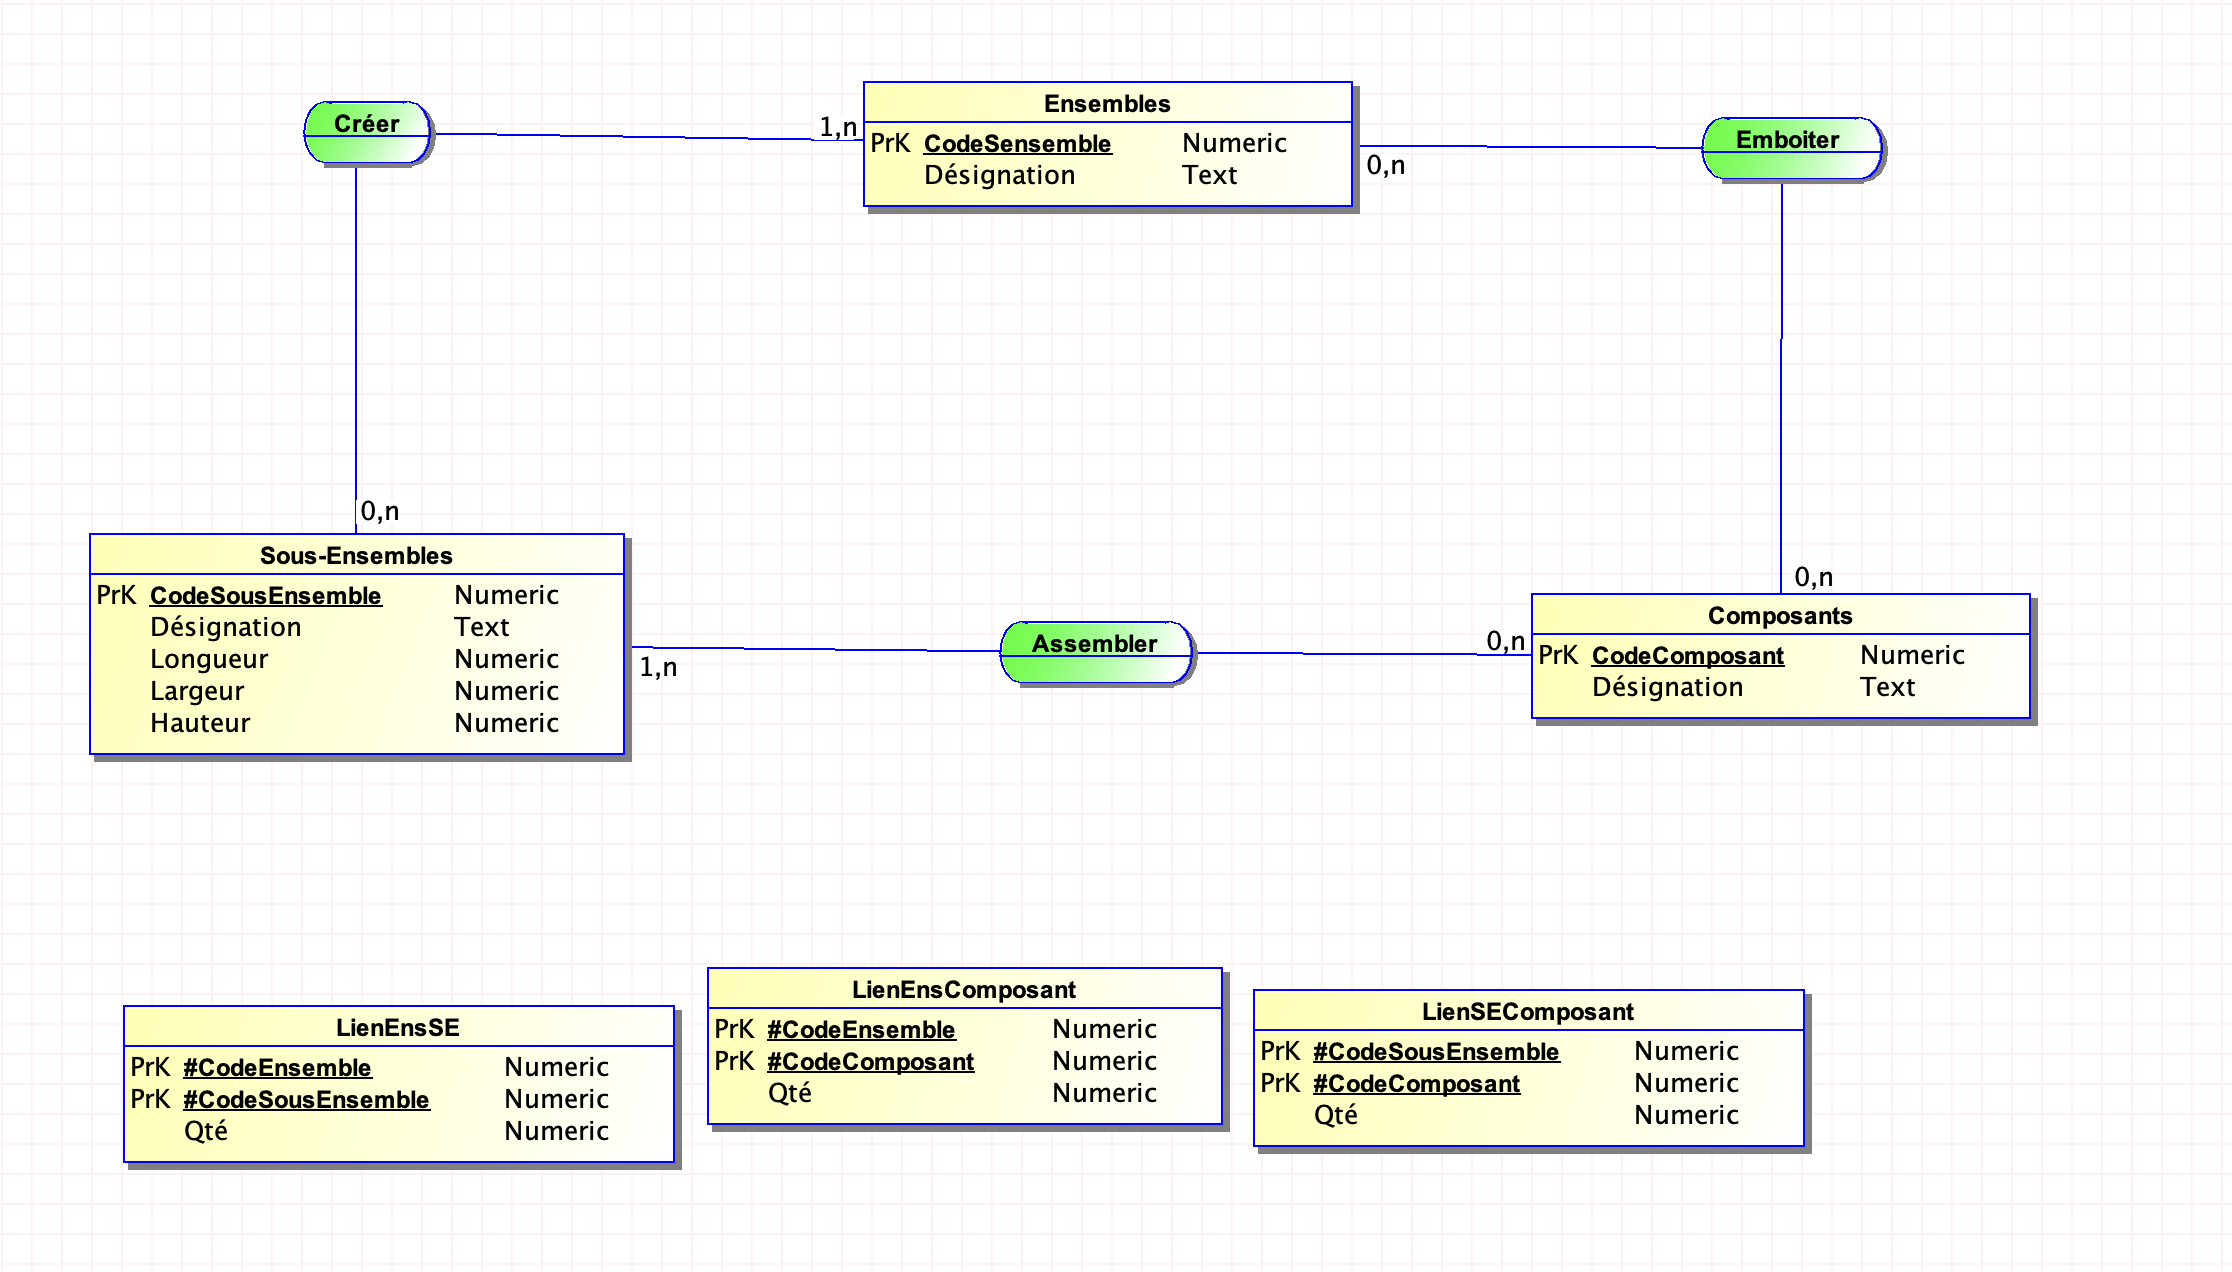 Créer
1,n
Ensembles
PrK CodeSensemble Numeric
Désignation Text
0,n
Emboiter
0,n
Sous-Ensembles
PrK CodeSousEnsemble Numeric
Désignation Text
Longueur Numeric
Largeur Numeric
Hauteur Numeric
1,n
Assembler
0,n
0,n
Composants
PrK CodeComposant Numeric
Désignation Text
LienEnsSE
PrK #CodeEnsemble Numeric
PrK #CodeSousEnsemble Numeric
Qté Numeric
LienEnsComposant
PrK #CodeEnsemble Numeric
PrK #CodeComposant Numeric
Qté Numeric
LienSEComposant
PrK #CodeSousEnsemble Numeric
PrK #CodeComposant Numeric
Qté Numeric